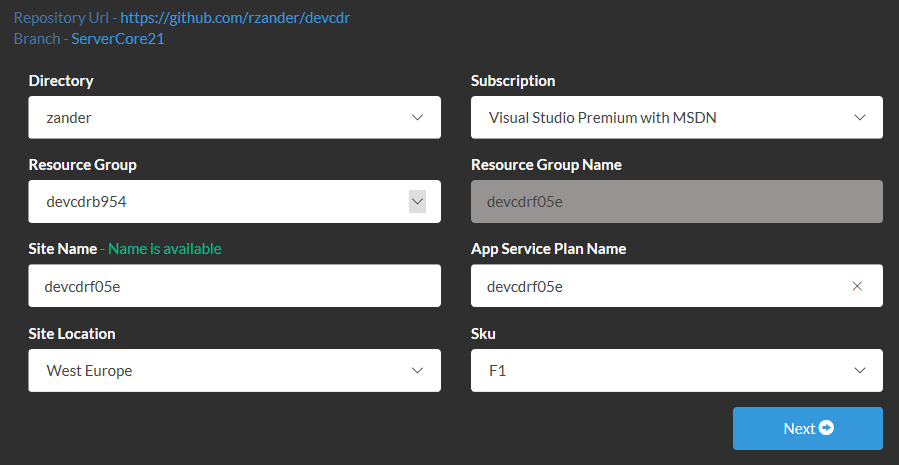 Repository Url - https://github.com/rzander/devcdr
Branch - ServerCore21
Directory
Subscription
zander
Visual Studio Premium with MSDN
Resource Group
Resource Group Name
devcdrb954
devcdrf05e
Site Name - Name is available
App Service Plan Name
devcdrf05e
devcdrf05e
Site Location
Sku
West Europe
F1
Next